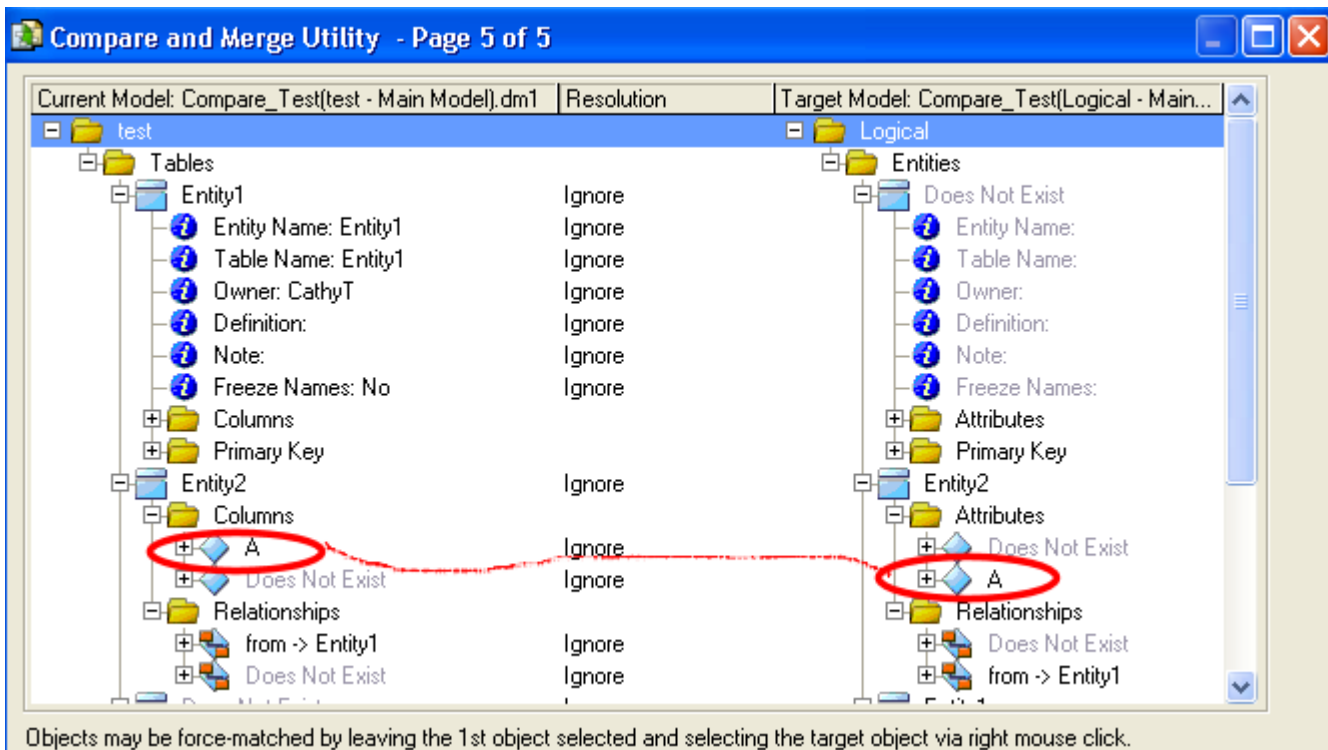 Compare and Merge Utility - Page 5 of 5
Current Model: Compare_Test(test - Main Model).dm1 Resolution Target Model: Compare_Test(Logical - Main...
test Logical
Tables Entities
Entity1 Ignore Does Not Exist
Entity Name: Entity1 Ignore Entity Name:
Table Name: Entity1 Ignore Table Name:
Owner: CathyT Ignore Owner:
Definition: Ignore Definition:
Note: Ignore Note:
Freeze Names: No Ignore Freeze Names:
Columns Attributes
Primary Key Primary Key
Entity2 Ignore Entity2
Columns Attributes
A Ignore Does Not Exist
Does Not Exist Ignore A
Relationships Relationships
from -> Entity1 Ignore Does Not Exist
Does Not Exist Ignore from -> Entity1
Objects may be force-matched by leaving the 1st object selected and selecting the target object via right mouse click.